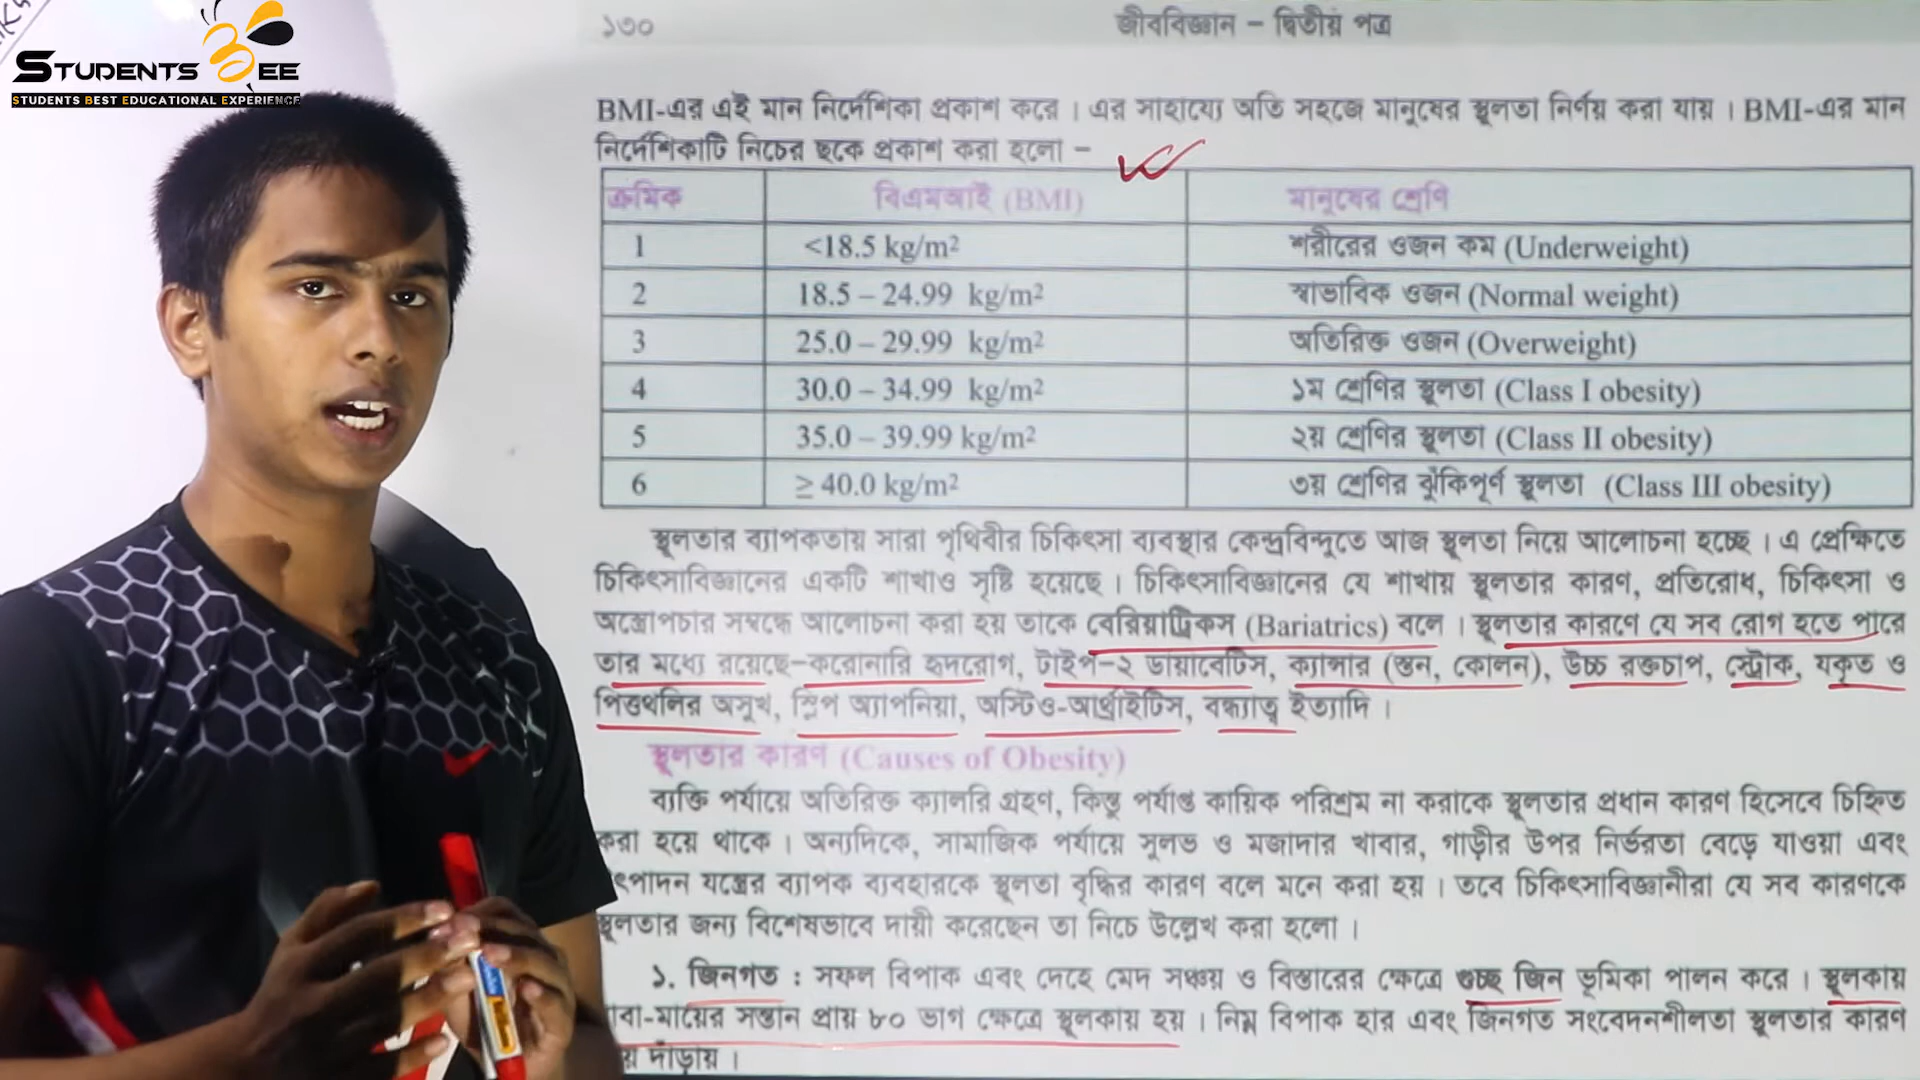 STUDENTS BEE
STUDENTS BEST EDUCATIONAL EXPERIENCE
১৩০
জীববিজ্ঞান – দ্বিতীয় পত্র
BMI-এর এই মান নির্দেশিকা প্রকাশ করে । এর সাহায্যে অতি সহজে মানুষের স্থূলতা নির্ণয় করা যায় । BMI-এর মান
নির্দেশিকাটি নিচের ছকে প্রকাশ করা হলো –
ক্রমিক বিএমআই (BMI) মানুষের শ্রেণি
1 <18.5 kg/m² শরীরের ওজন কম (Underweight)
2 18.5 – 24.99 kg/m² স্বাভাবিক ওজন (Normal weight)
3 25.0 – 29.99 kg/m² অতিরিক্ত ওজন (Overweight)
4 30.0 – 34.99 kg/m² ১ম শ্রেণির স্থূলতা (Class I obesity)
5 35.0 – 39.99 kg/m² ২য় শ্রেণির স্থূলতা (Class II obesity)
6 ≥ 40.0 kg/m² ৩য় শ্রেণির ঝুঁকিপূর্ণ স্থূলতা (Class III obesity)
স্থূলতার ব্যাপকতায় সারা পৃথিবীর চিকিৎসা ব্যবস্থার কেন্দ্রবিন্দুতে আজ স্থূলতা নিয়ে আলোচনা হচ্ছে । এ প্রেক্ষিতে
চিকিৎসাবিজ্ঞানের একটি শাখাও সৃষ্টি হয়েছে । চিকিৎসাবিজ্ঞানের যে শাখায় স্থূলতার কারণ, প্রতিরোধ, চিকিৎসা ও
অস্ত্রোপচার সম্বন্ধে আলোচনা করা হয় তাকে বেরিয়াট্রিকস (Bariatrics) বলে । স্থূলতার কারণে যে সব রোগ হতে পারে
তার মধ্যে রয়েছে–করোনারি হৃদরোগ, টাইপ–২ ডায়াবেটিস, ক্যান্সার (স্তন, কোলন), উচ্চ রক্তচাপ, স্ট্রোক, যকৃত ও
পিত্তথলির অসুখ, স্লিপ অ্যাপনিয়া, অস্টিও-আর্থ্রাইটিস, বন্ধ্যাত্ব ইত্যাদি ।
স্থূলতার কারণ (Causes of Obesity)
ব্যক্তি পর্যায়ে অতিরিক্ত ক্যালরি গ্রহণ, কিন্তু পর্যাপ্ত কায়িক পরিশ্রম না করাকে স্থূলতার প্রধান কারণ হিসেবে চিহ্নিত
করা হয়ে থাকে । অন্যদিকে, সামাজিক পর্যায়ে সুলভ ও মজাদার খাবার, গাড়ীর উপর নির্ভরতা বেড়ে যাওয়া এবং
ৎপাদন যন্ত্রের ব্যাপক ব্যবহারকে স্থূলতা বৃদ্ধির কারণ বলে মনে করা হয় । তবে চিকিৎসাবিজ্ঞানীরা যে সব কারণকে
স্থূলতার জন্য বিশেষভাবে দায়ী করেছেন তা নিচে উল্লেখ করা হলো ।
১. জিনগত : সফল বিপাক এবং দেহে মেদ সঞ্চয় ও বিস্তারের ক্ষেত্রে গুচ্ছ জিন ভূমিকা পালন করে । স্থূলকায়
বাবা-মায়ের সন্তান প্রায় ৮০ ভাগ ক্ষেত্রে স্থূলকায় হয় । নিম্ন বিপাক হার এবং জিনগত সংবেদনশীলতা স্থূলতার কারণ
য় দাঁড়ায় ।